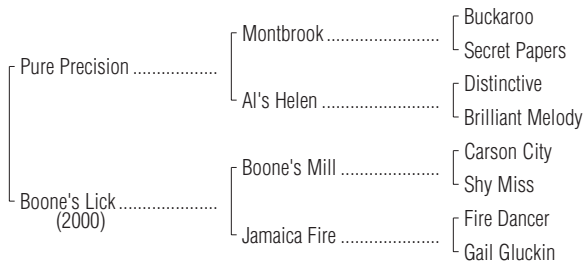 Buckaroo
Montbrook ........................
Secret Papers
Pure Precision ..................
Distinctive
Al's Helen .........................
Brilliant Melody
Carson City
Boone's Mill .....................
Shy Miss
Boone's Lick .....................
(2000)
Fire Dancer
Jamaica Fire .....................
Gail Gluckin